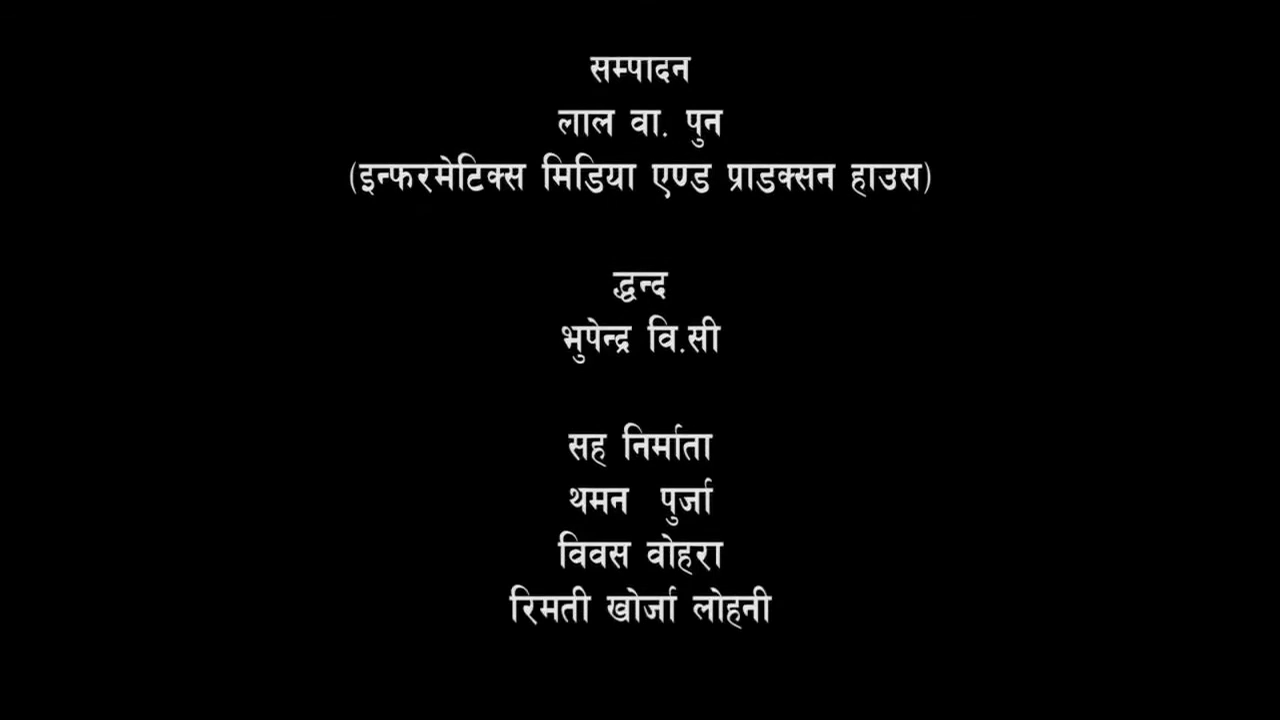 सम्पादन
लाल वा. पुन
(इन्फरमेटिक्स मिडिया एण्ड प्राडक्सन हाउस)
द्धन्द
भुपेन्द्र वि.सी
सह निर्माता
थमन पुर्जा
विवस वोहरा
रिमती खोर्जा लोहनी